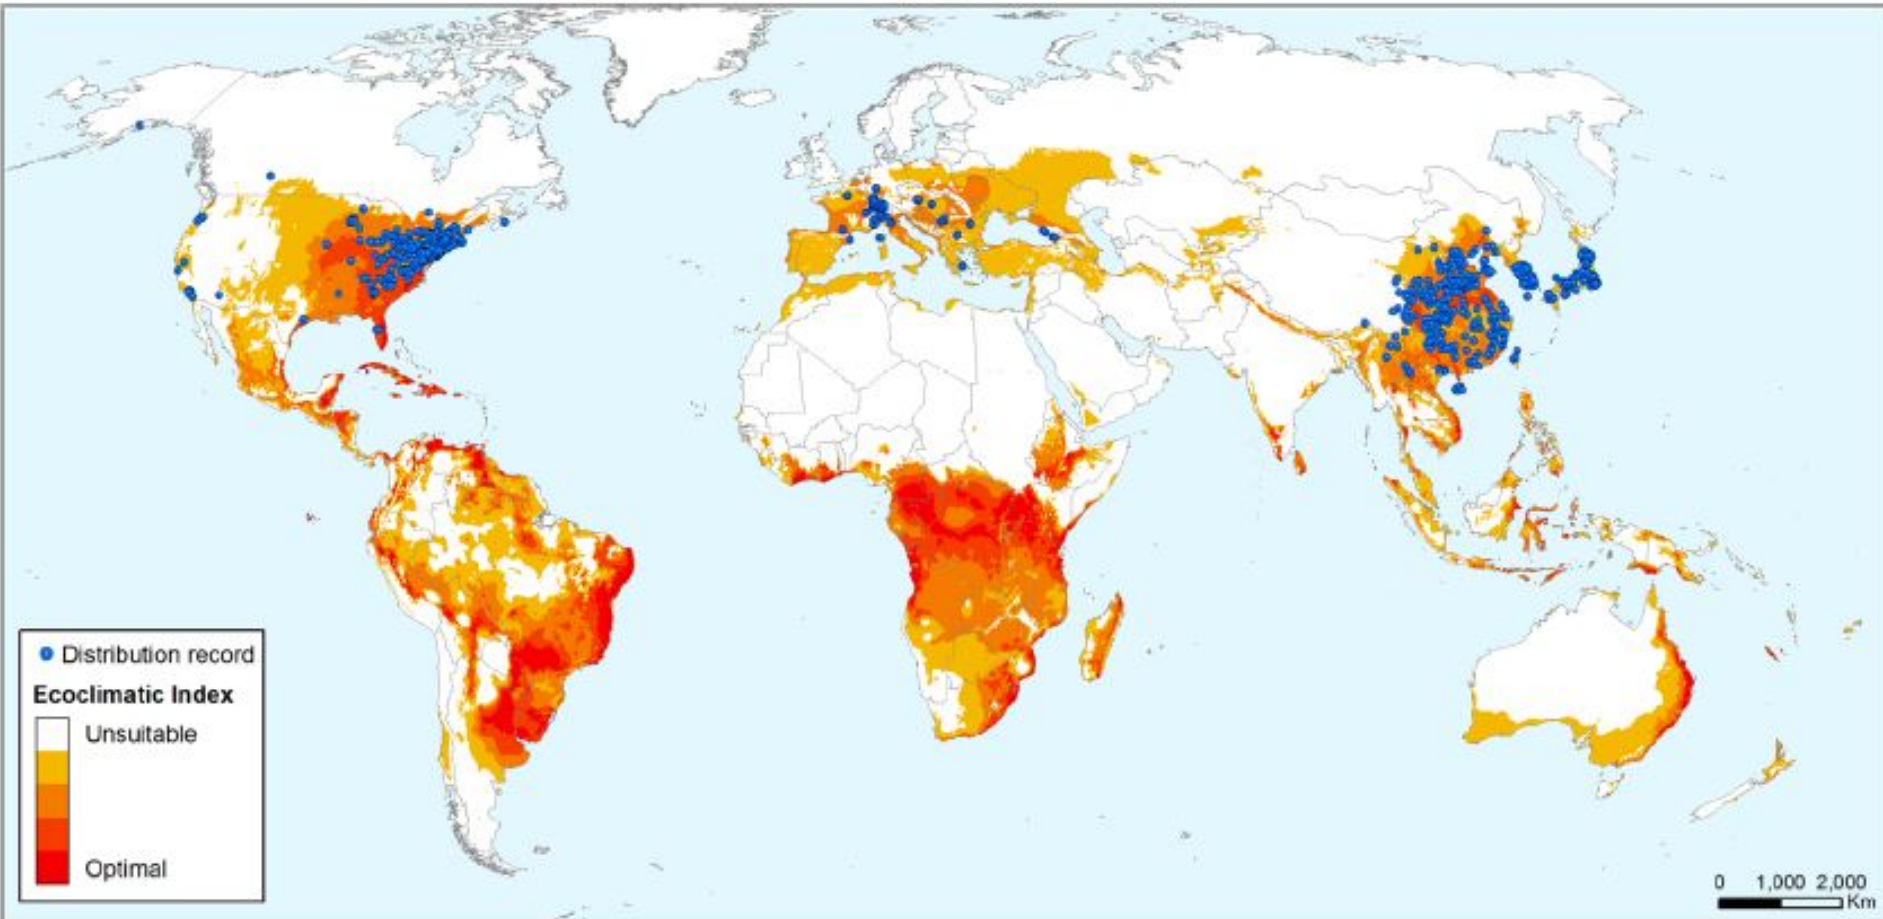 Distribution record
Ecoclimatic Index
Unsuitable
Optimal
0 1,000 2,000
Km